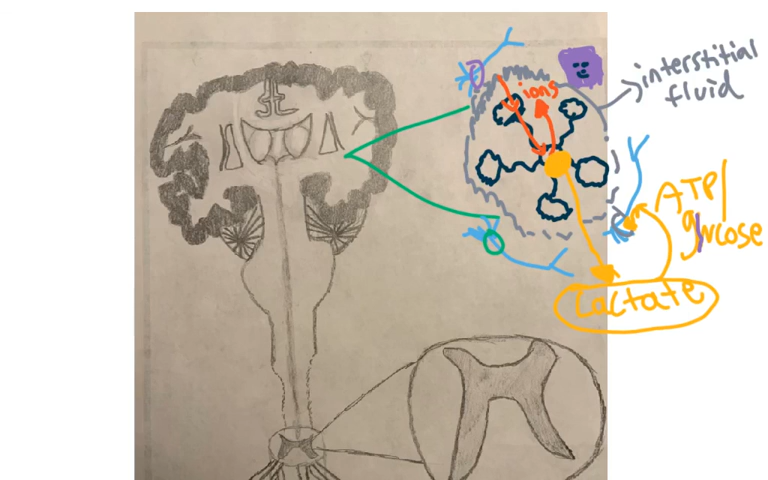 ions
interstitial
fluid
ATP/
glucose
Lactate